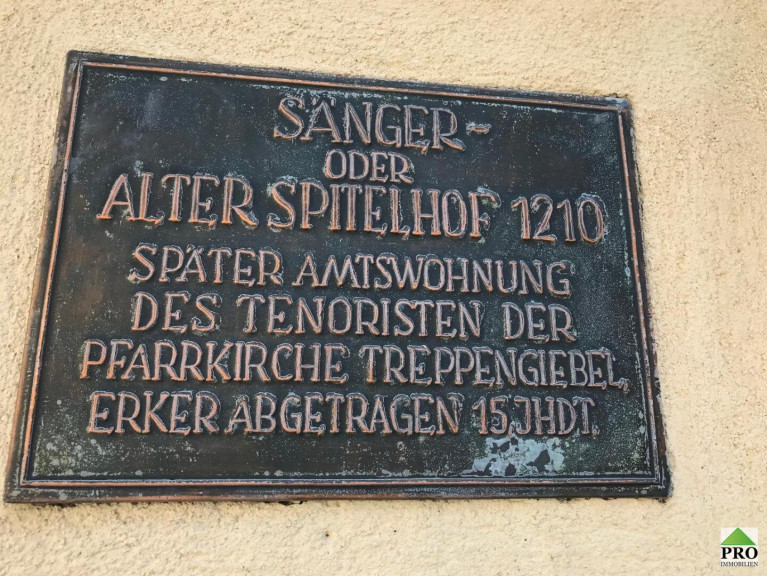 SÄNGER-
ODER
ALTER SPITELHOF 1210
SPÄTER AMTSWOHNUNG
DES TENORISTEN DER
PFARRKIRCHE TREPPENGIEBEL,
ERKER ABGETRAGEN 15.JHDT.
PRO
IMMOBILIEN